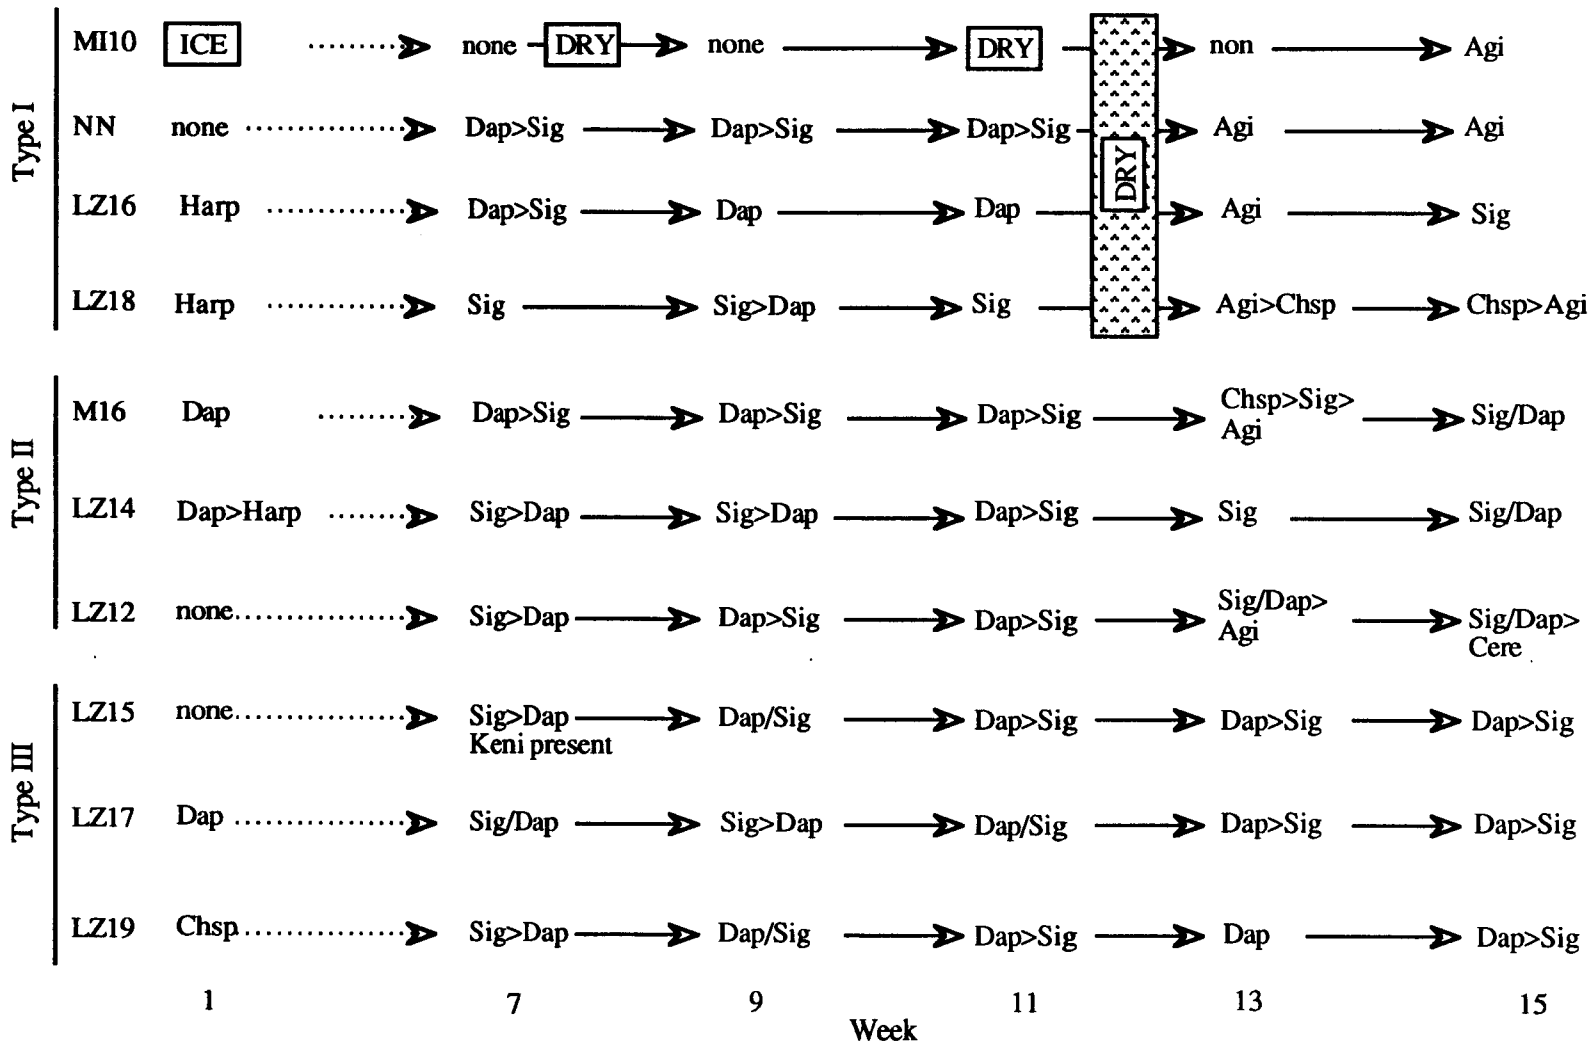 Type I
MI10 ICE none DRY none DRY non Agi
NN none Dap>Sig Dap>Sig Dap>Sig Agi Agi
DRY
LZ16 Harp Dap>Sig Dap Dap Agi Sig
LZ18 Harp Sig Sig>Dap Sig Agi>Chsp Chsp>Agi
Type II
M16 Dap Dap>Sig Dap>Sig Dap>Sig Chsp>Sig> Sig/Dap
Agi
LZ14 Dap>Harp Sig>Dap Sig>Dap Dap>Sig Sig Sig/Dap
LZ12 none Sig>Dap Dap>Sig Dap>Sig Sig/Dap> Sig/Dap>
Agi Cere
Type III
LZ15 none Sig>Dap Dap/Sig Dap>Sig Dap>Sig Dap>Sig
Keni present
LZ17 Dap Sig/Dap Sig>Dap Dap/Sig Dap>Sig Dap>Sig
LZ19 Chsp Sig>Dap Dap/Sig Dap>Sig Dap Dap>Sig
1 7 9 11 13 15
Week